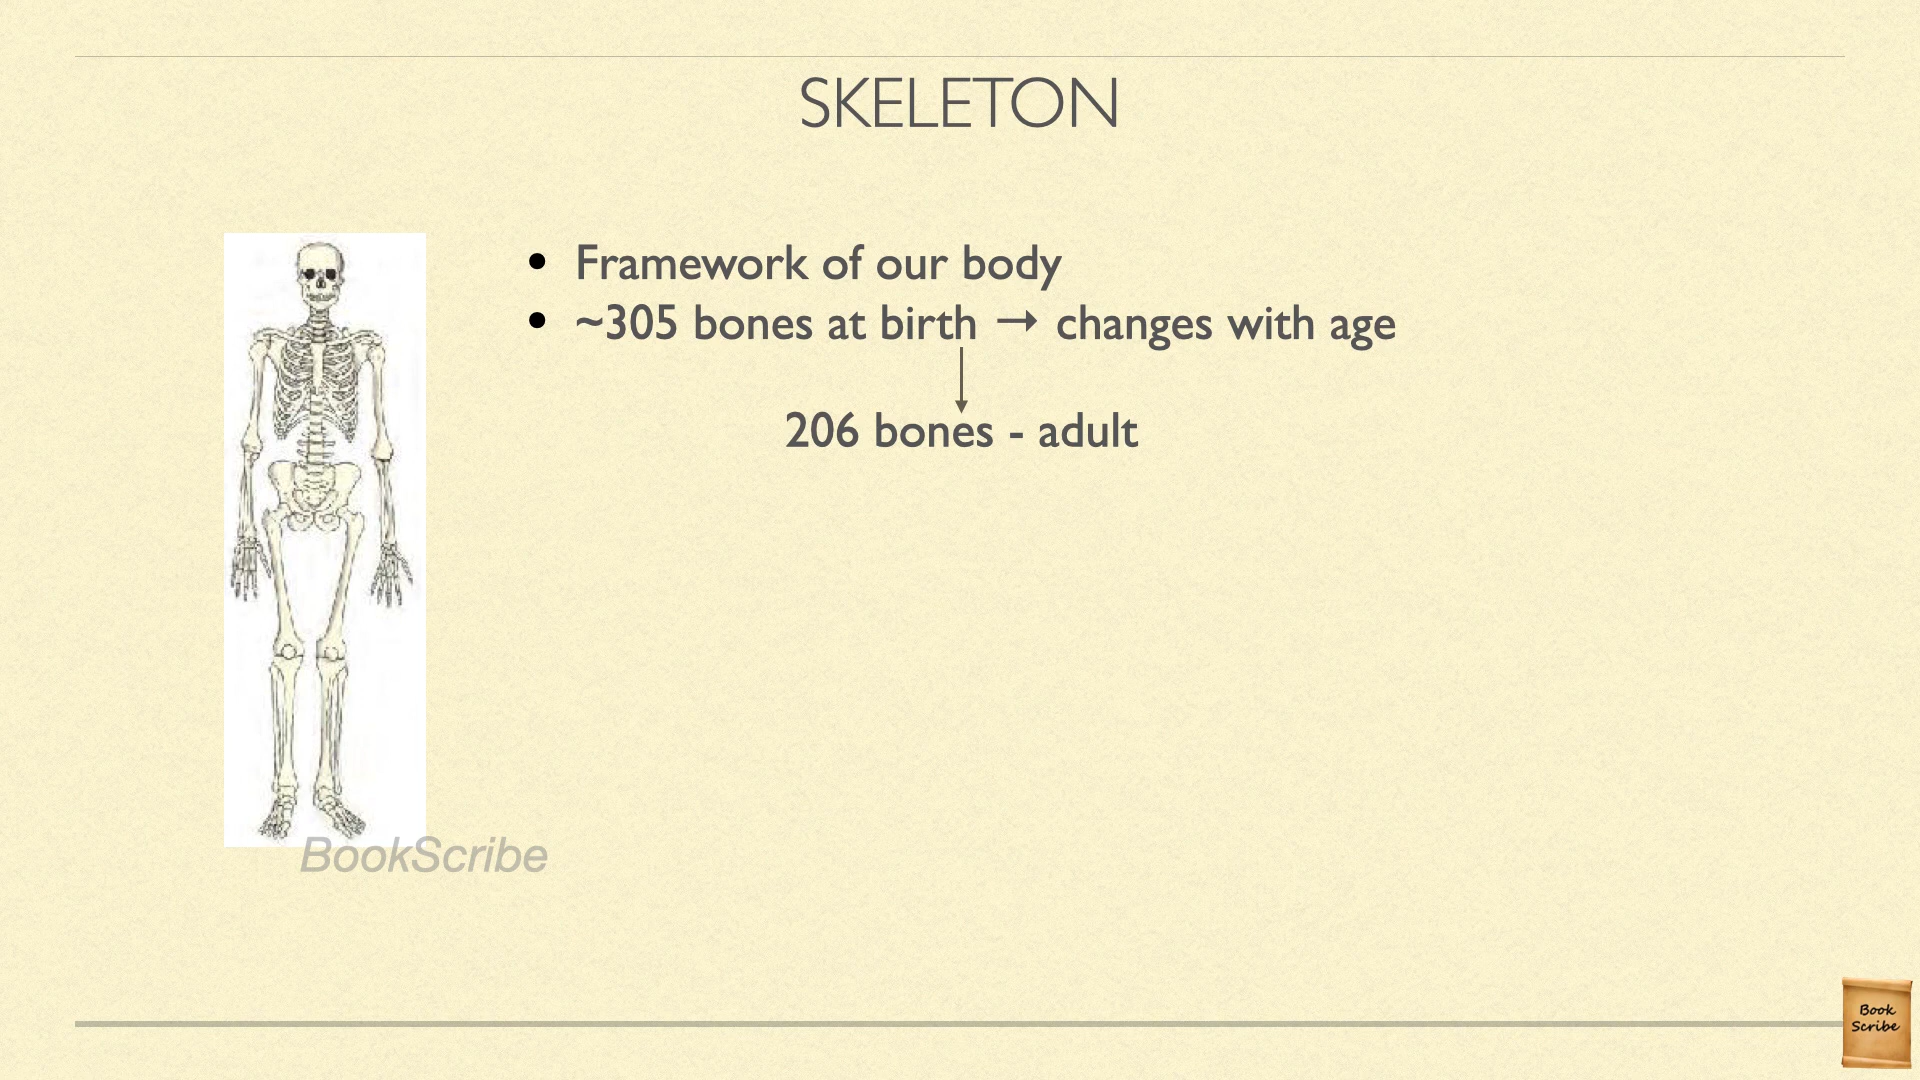 SKELETON
• Framework of our body
• ~305 bones at birth → changes with age
206 bones - adult
BookScribe
Book
Scribe